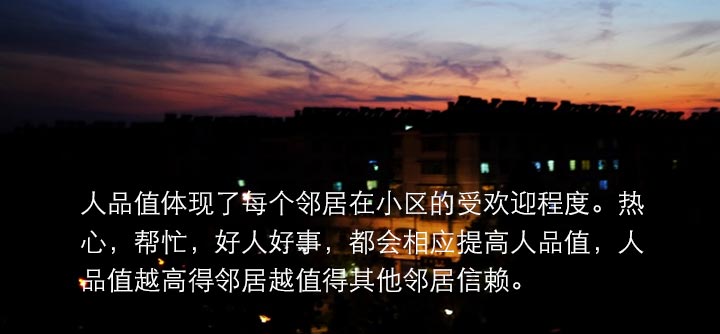 人品值体现了每个邻居在小区的受欢迎程度。热
心，帮忙，好人好事，都会相应提高人品值，人
品值越高得邻居越值得其他邻居信赖。